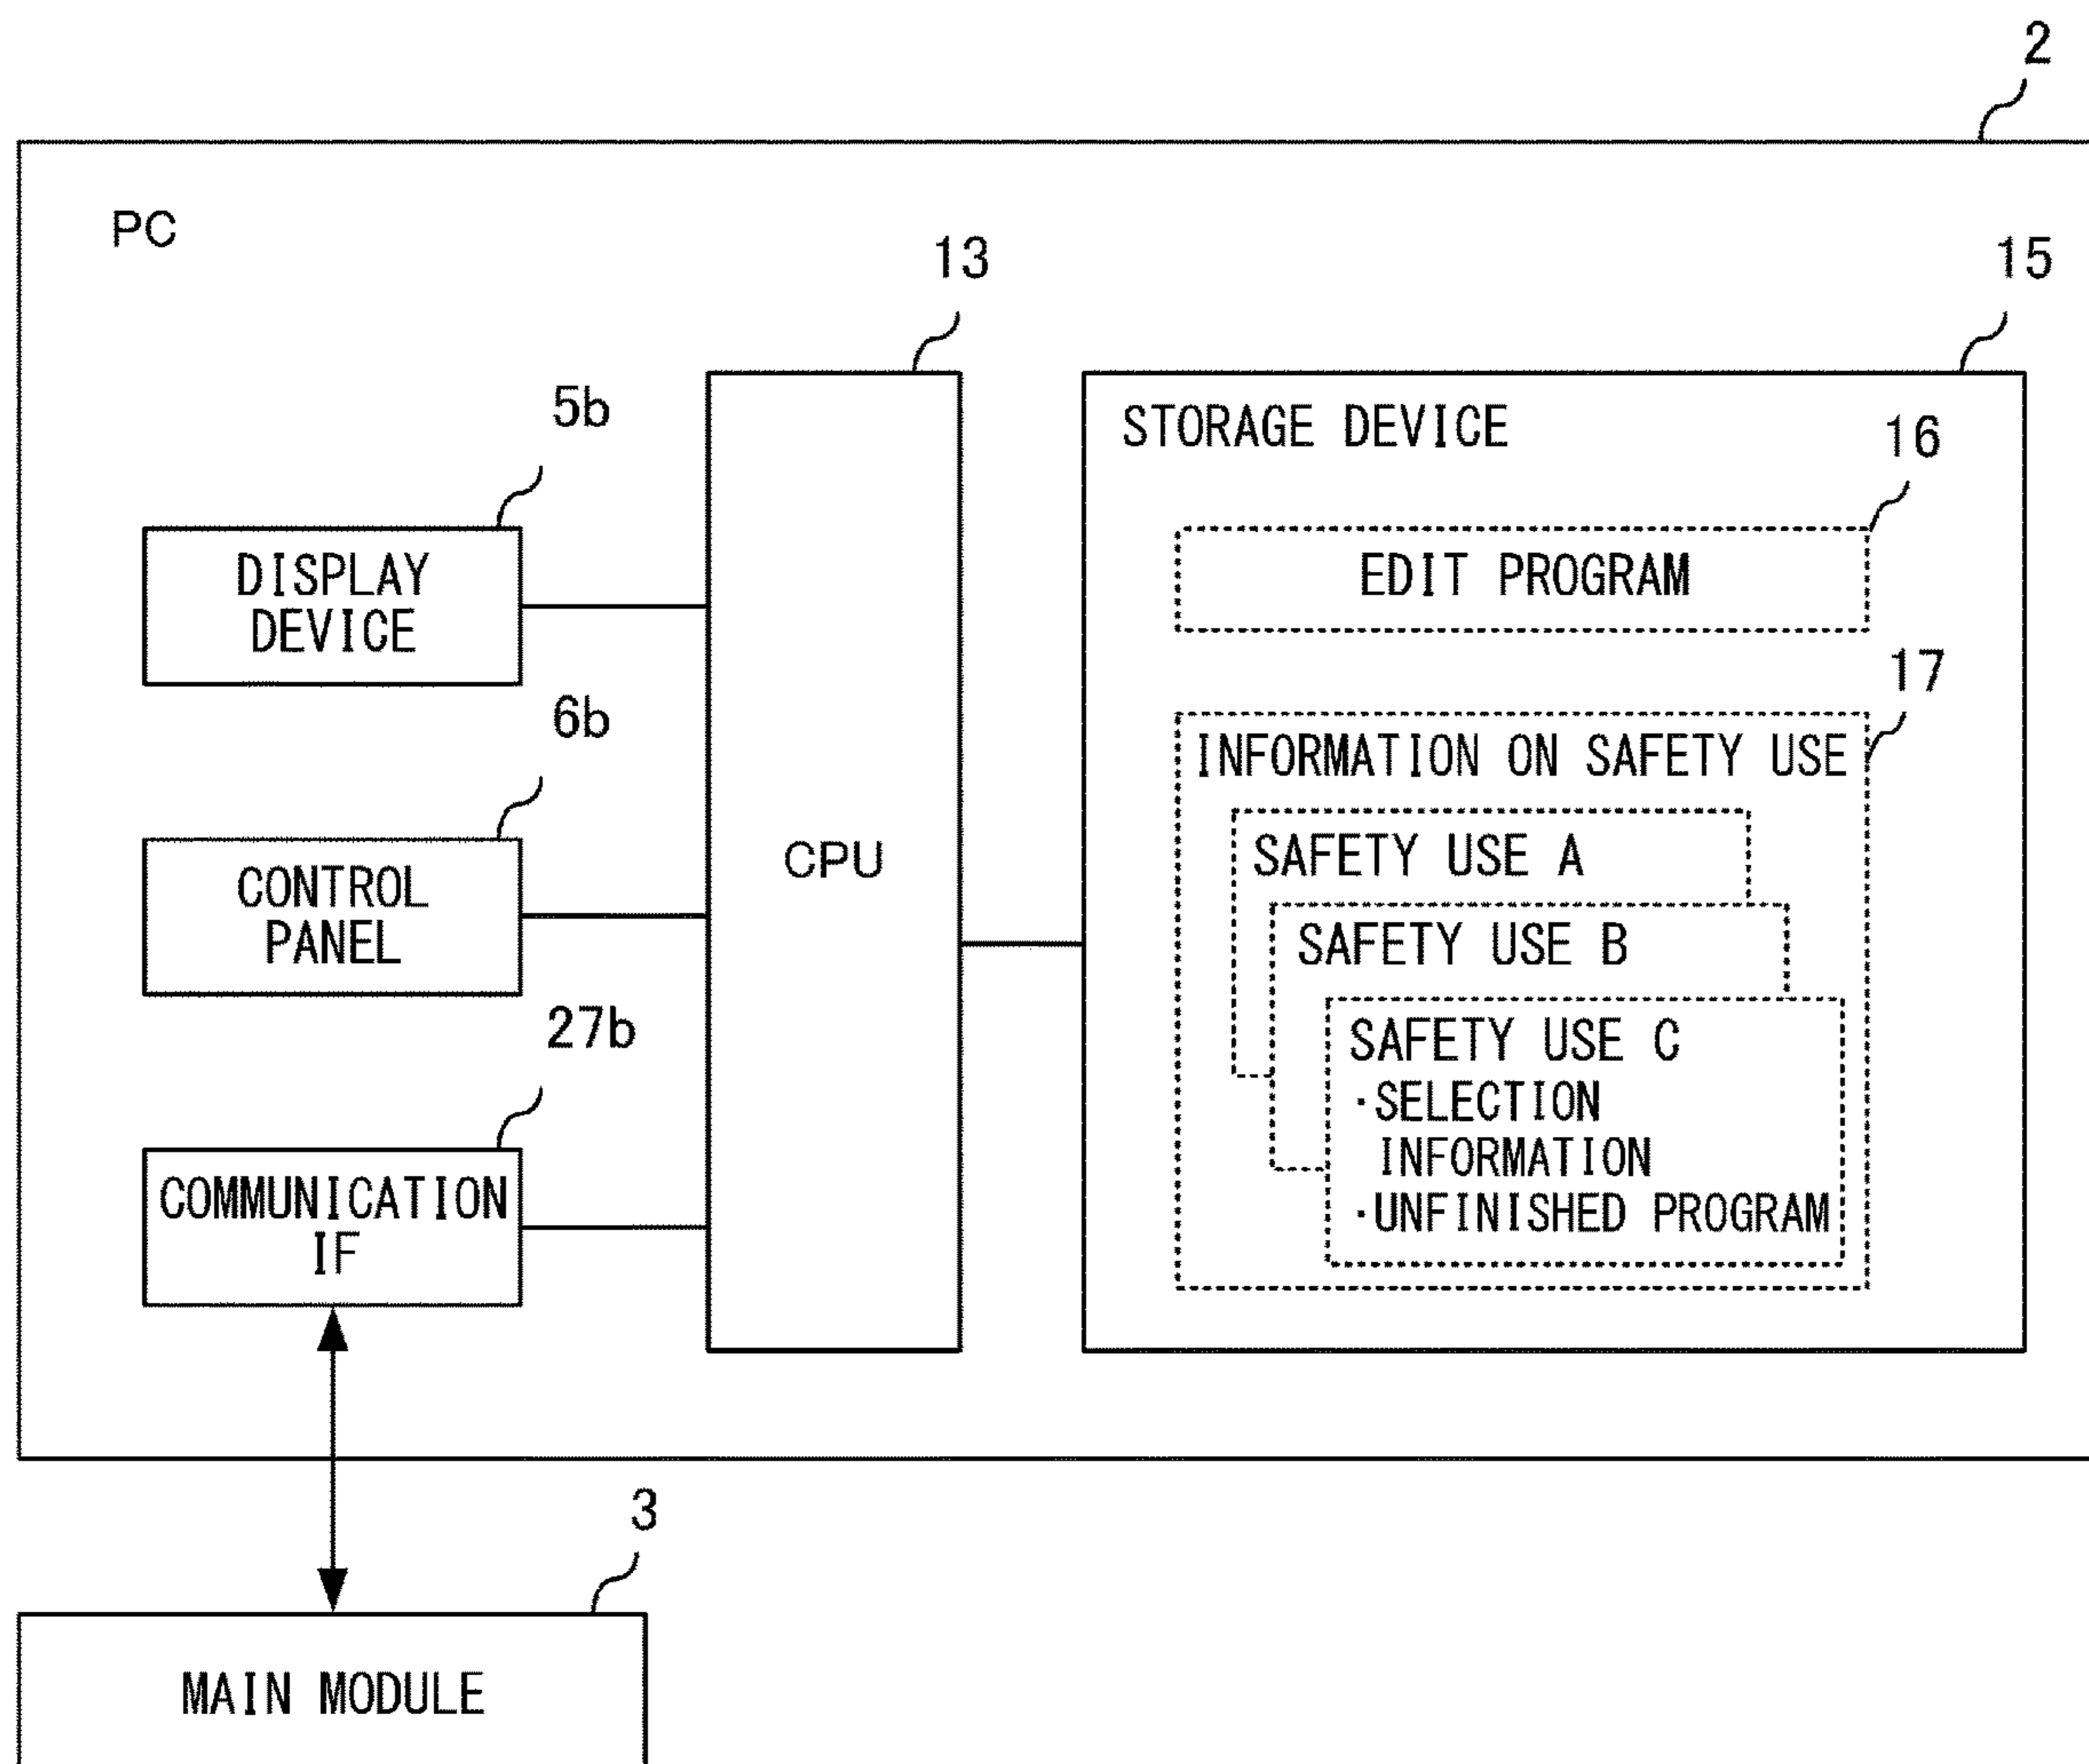 2
PC
13
15
5b
STORAGE DEVICE
16
DISPLAY
DEVICE
EDIT PROGRAM
6b
17
INFORMATION ON SAFETY USE
CONTROL
PANEL
CPU
SAFETY USE A
SAFETY USE B
27b
SAFETY USE C
·SELECTION
INFORMATION
·UNFINISHED PROGRAM
COMMUNICATION
IF
3
MAIN MODULE